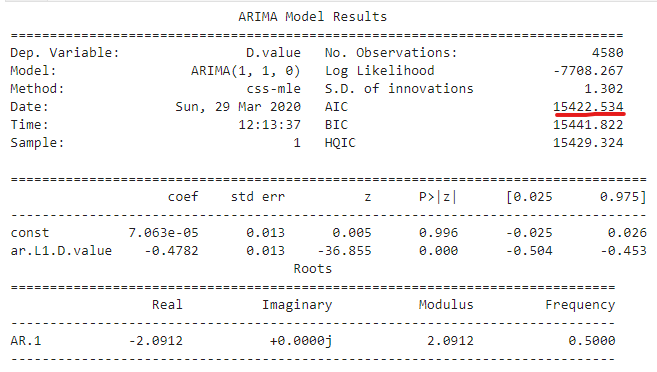 ARIMA Model Results
==============================================================================
Dep. Variable: D.value No. Observations: 4580
Model: ARIMA(1, 1, 0) Log Likelihood -7708.267
Method: css-mle S.D. of innovations 1.302
Date: Sun, 29 Mar 2020 AIC 15422.534
Time: 12:13:37 BIC 15441.822
Sample: 1 HQIC 15429.324
=================================================================================
coef std err z P>|z| [0.025 0.975]
---------------------------------------------------------------------------------
const 7.063e-05 0.013 0.005 0.996 -0.025 0.026
ar.L1.D.value -0.4782 0.013 -36.855 0.000 -0.504 -0.453
Roots
=============================================================================
Real Imaginary Modulus Frequency
-----------------------------------------------------------------------------
AR.1 -2.0912 +0.0000j 2.0912 0.5000
-----------------------------------------------------------------------------